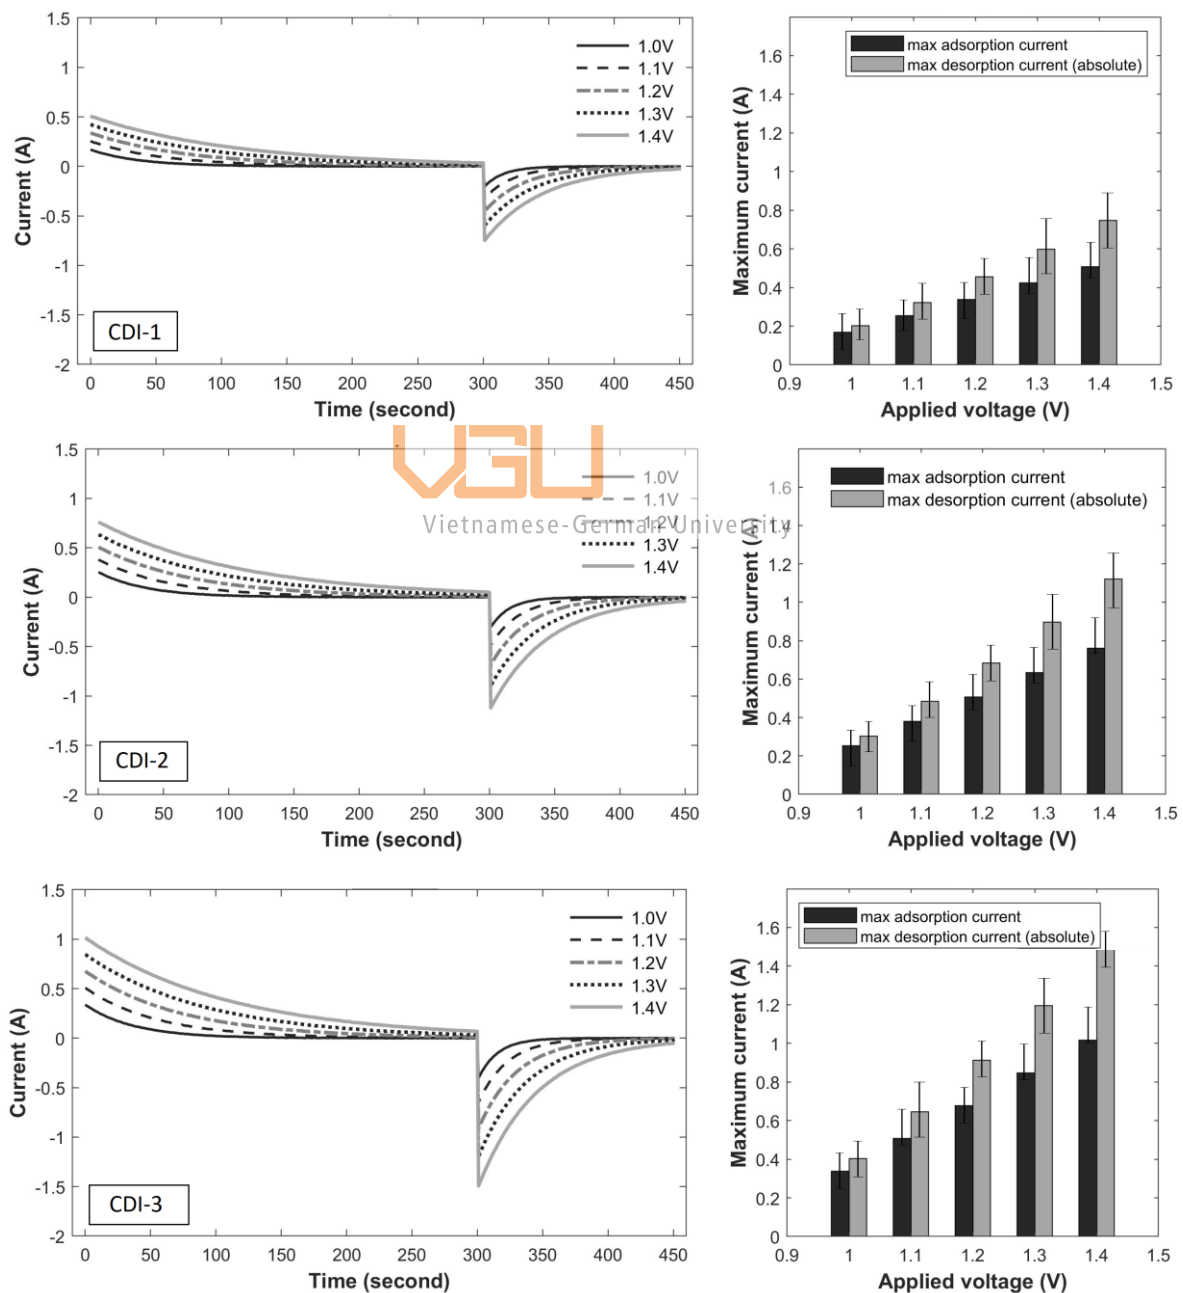 1.5
1
0.5
0
-0.5
-1
-1.5
-2
Current (A)
1.0V
1.1V
1.2V
1.3V
1.4V
CDI-1
0 50 100 150 200 250 300 350 400 450
Time (second)
1.6
1.4
1.2
1
0.8
0.6
0.4
0.2
0
Maximum current (A)
max adsorption current
max desorption current (absolute)
0.9 1 1.1 1.2 1.3 1.4 1.5
Applied voltage (V)
1.5
1
0.5
0
-0.5
-1
-1.5
-2
Current (A)
VGU
Vietnamese-German University
1.0V
1.1V
1.2V
1.3V
1.4V
CDI-2
0 50 100 150 200 250 300 350 400 450
Time (second)
1.6
1.4
1.2
1
0.8
0.6
0.4
0.2
0
Maximum current (A)
max adsorption current
max desorption current (absolute)
0.9 1 1.1 1.2 1.3 1.4 1.5
Applied voltage (V)
1.5
1
0.5
0
-0.5
-1
-1.5
-2
Current (A)
1.0V
1.1V
1.2V
1.3V
1.4V
CDI-3
0 50 100 150 200 250 300 350 400 450
Time (second)
1.6
1.4
1.2
1
0.8
0.6
0.4
0.2
0
Maximum current (A)
max adsorption current
max desorption current (absolute)
0.9 1 1.1 1.2 1.3 1.4 1.5
Applied voltage (V)